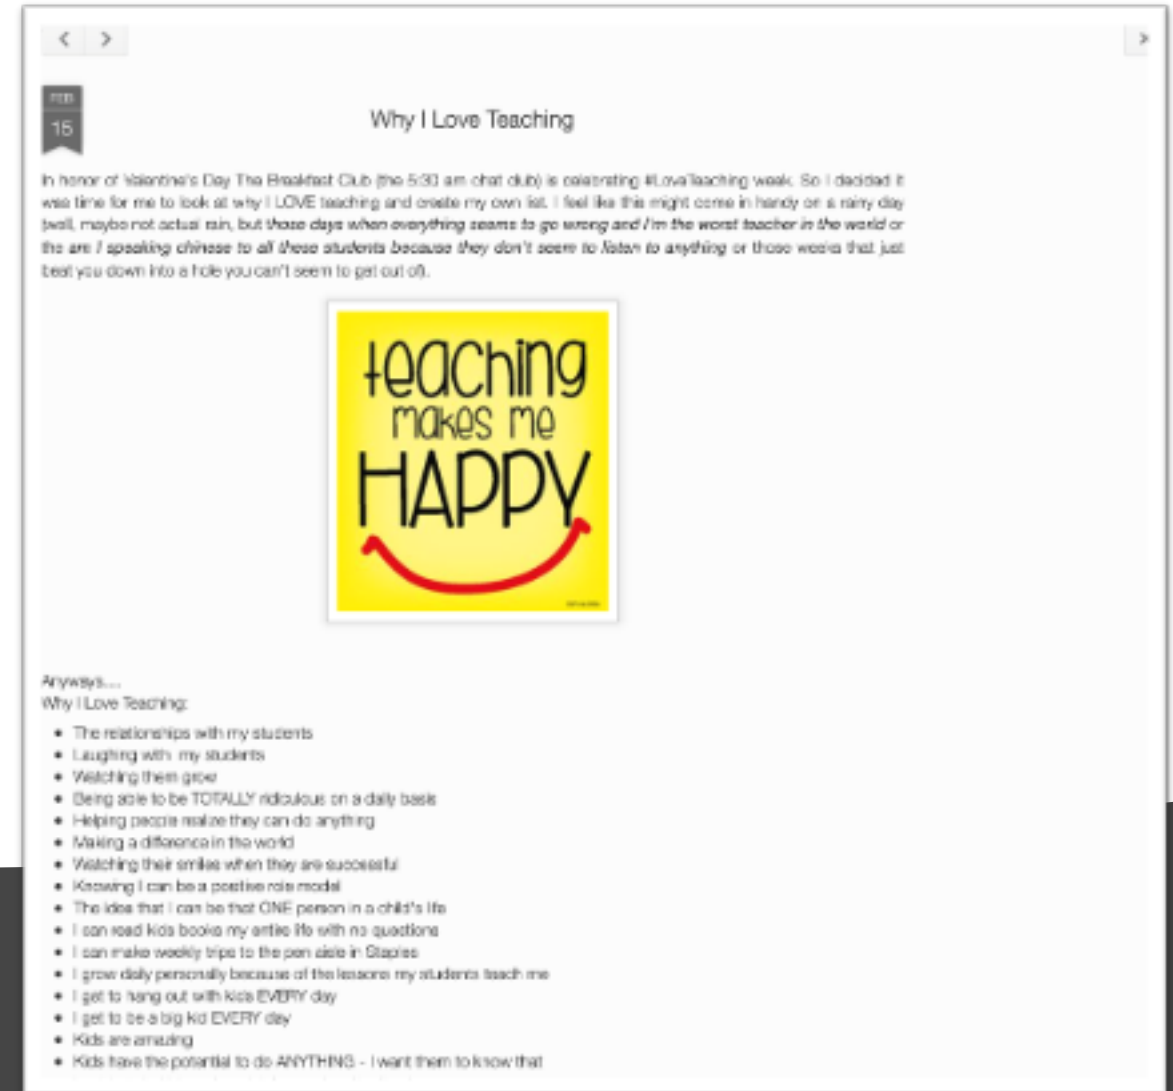 FEB
15
Why I Love Teaching
In honor of Valentine's Day The Breakfast Club (the 5:30 am chat club) is celebrating #LoveTeaching week. So I decided it
was time for me to look at why I LOVE teaching and create my own list. I feel like this might come in handy on a rainy day
(well, maybe not actual rain, but those days when everything seems to go wrong and I'm the worst teacher in the world or
the am I speaking chinese to all these students because they don't seem to listen to anything or those weeks that just
beat you down into a hole you can't seem to get out of).
teaching
makes me
HAPPY
Anyways....
Why I Love Teaching:
• The relationships with my students
• Laughing with my students
• Watching them grow
• Being able to be TOTALLY ridiculous on a daily basis
• Helping people realize they can do anything
• Making a difference in the world
• Watching their smiles when they are successful
• Knowing I can be a positive role model
• The idea that I can be that ONE person in a child's life
• I can read kids books my entire life with no questions
• I can make weekly trips to the pen aisle in Staples
• I grow daily personally because of the lessons my students teach me
• I get to hang out with kids EVERY day
• I get to be a big kid EVERY day
• Kids are amazing
• Kids have the potential to do ANYTHING - I want them to know that